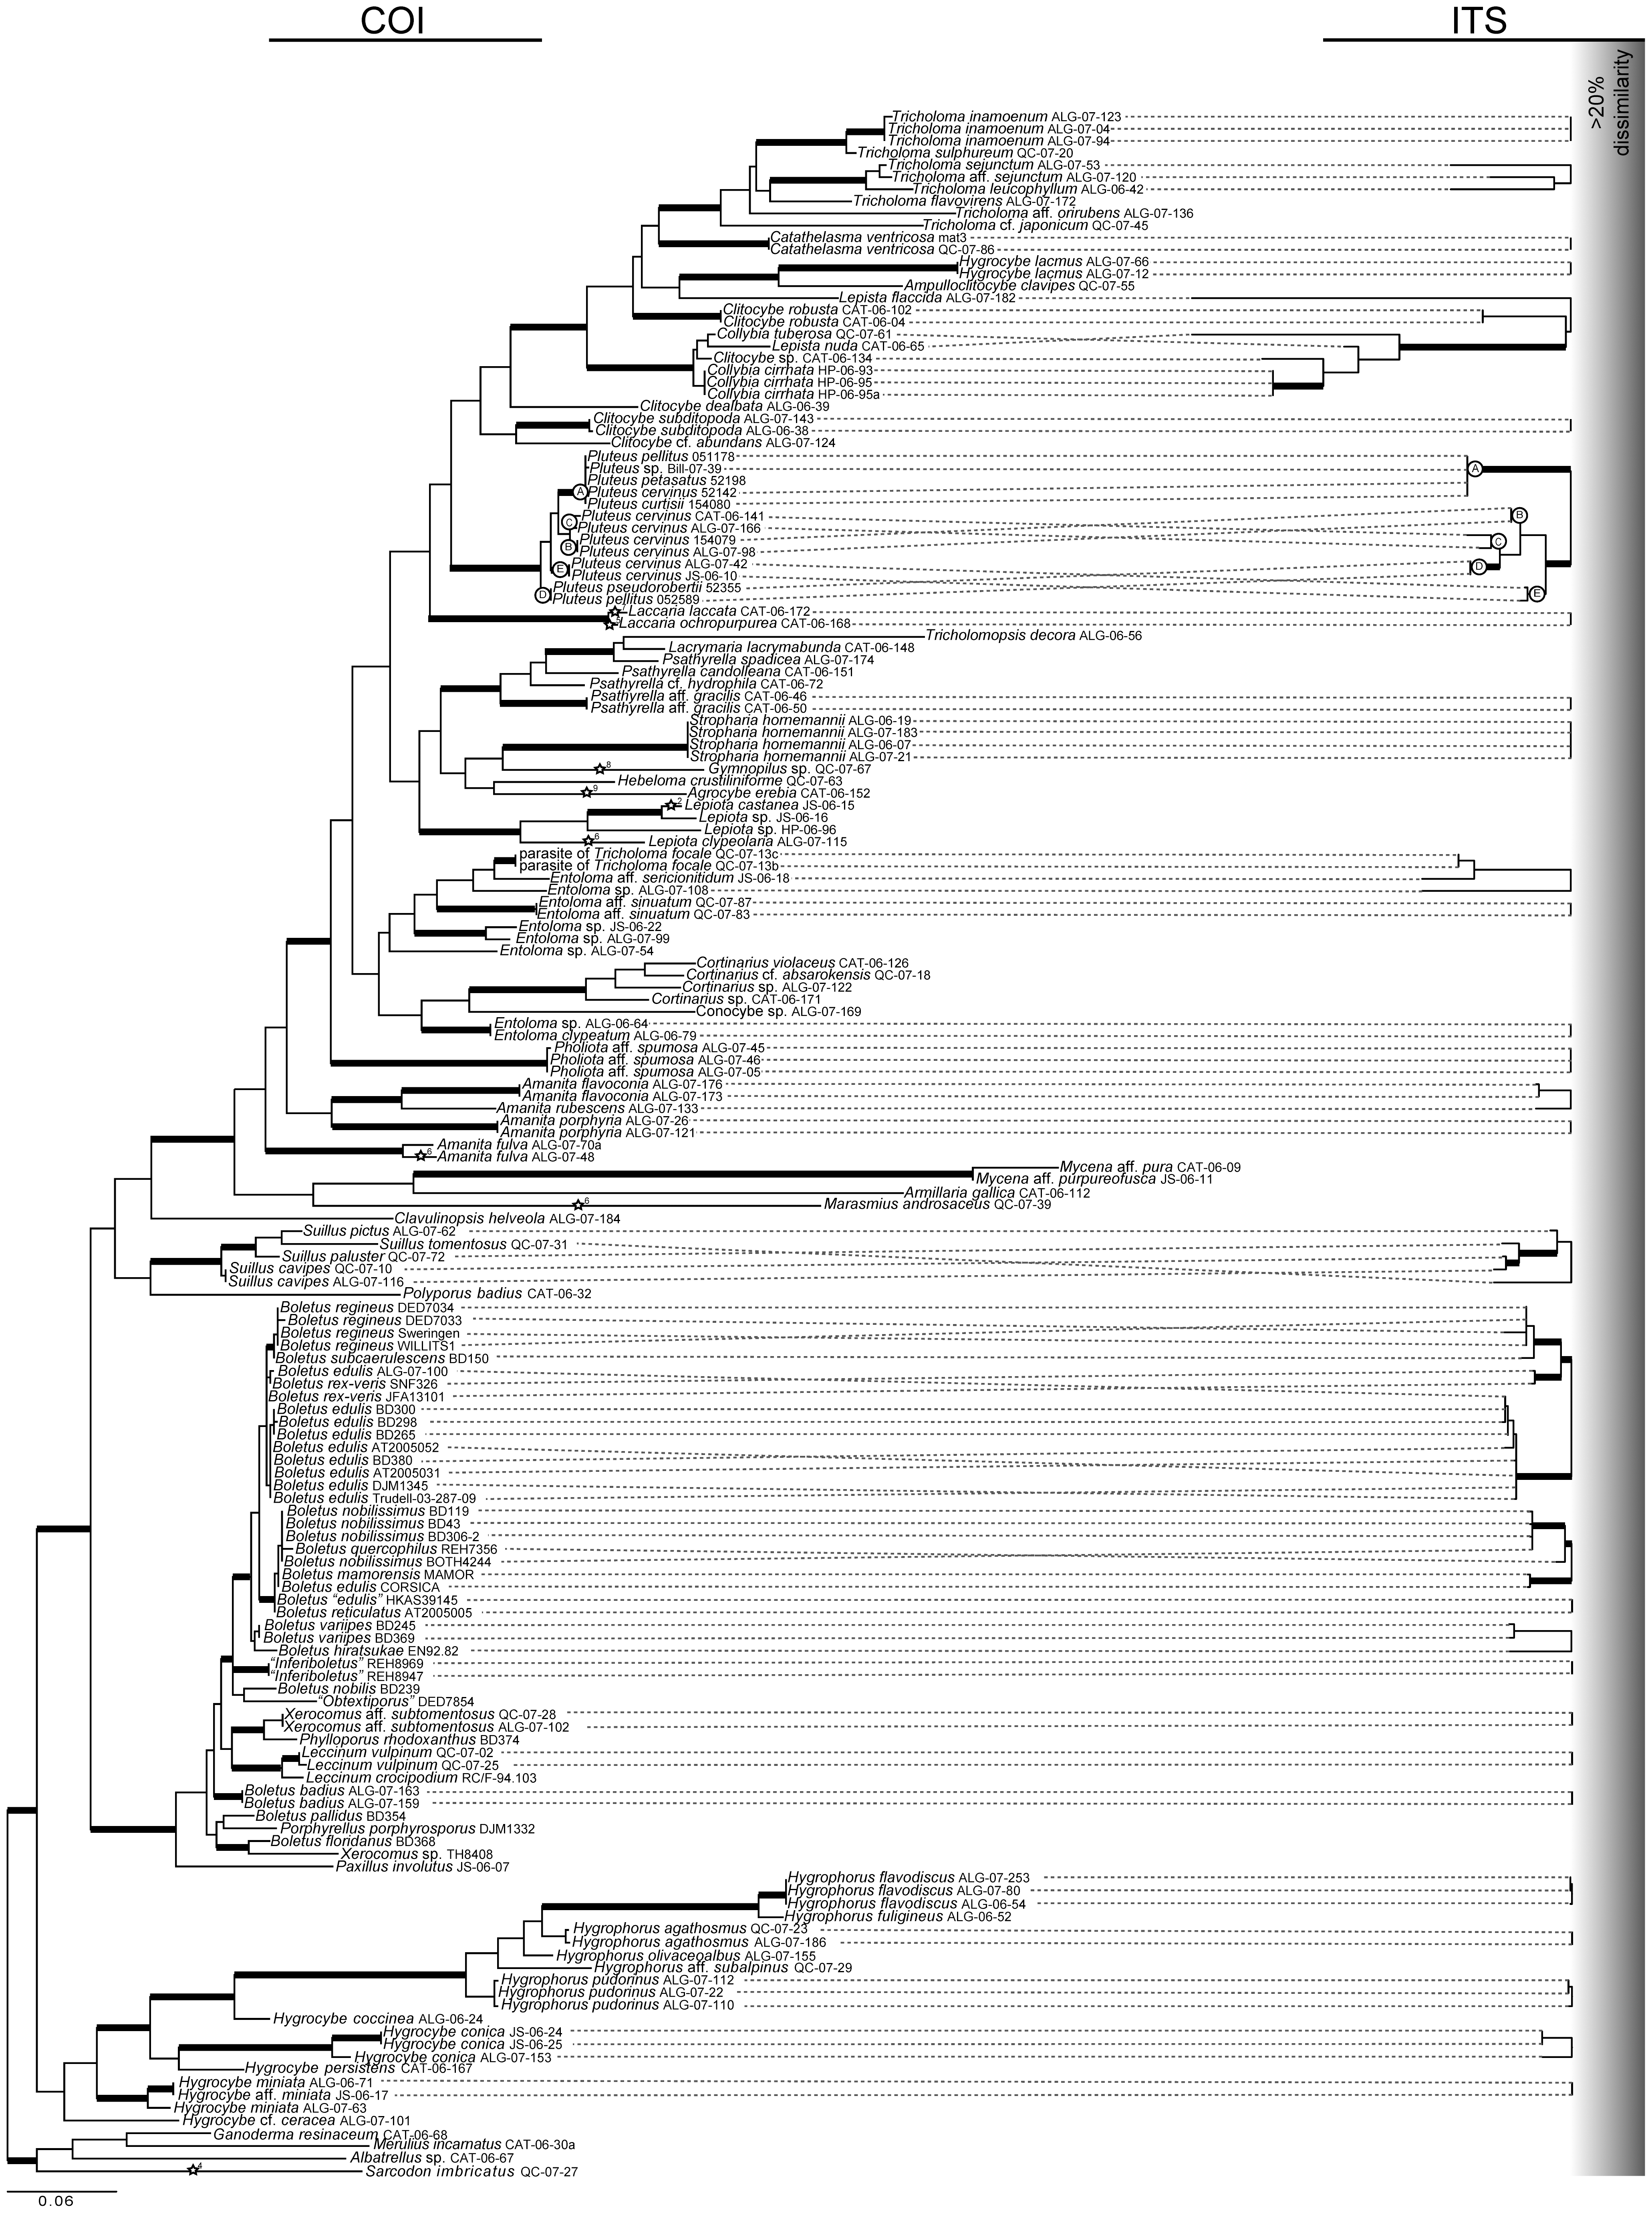 COI
ITS
>20%
dissimilarity
Tricholoma inamoenum ALG-07-123
Tricholoma inamoenum ALG-07-04
Tricholoma inamoenum ALG-07-94
Tricholoma sulphureum QC-07-20
Tricholoma sejunctum ALG-07-53
Tricholoma aff. sejunctum ALG-07-120
Tricholoma leucophyllum ALG-06-42
Tricholoma flavovirens ALG-07-172
Tricholoma aff. orirubens ALG-07-136
Tricholoma cf. japonicum QC-07-45
Catathelasma ventricosa mat3
Catathelasma ventricosa QC-07-86
Hygrocybe lacmus ALG-07-66
Hygrocybe lacmus ALG-07-12
Ampulloclitocybe clavipes QC-07-55
Lepista flaccida ALG-07-182
Clitocybe robusta CAT-06-102
Clitocybe robusta CAT-06-04
Collybia tuberosa QC-07-61
Lepista nuda CAT-06-65
Clitocybe sp. CAT-06-134
Collybia cirrhata HP-06-93
Collybia cirrhata HP-06-95
Collybia cirrhata HP-06-95a
Clitocybe dealbata ALG-06-39
Clitocybe subditopoda ALG-07-143
Clitocybe subditopoda ALG-06-38
Clitocybe cf. abundans ALG-07-124
Pluteus pellitus 051178
Pluteus sp. Bill-07-39
A
Pluteus petasatus 52198
A Pluteus cervinus 52142
Pluteus curtisii 154080
Pluteus cervinus CAT-06-141
B
C Pluteus cervinus ALG-07-166
Pluteus cervinus 154079
C
B Pluteus cervinus ALG-07-98
Pluteus cervinus ALG-07-42
D
E Pluteus cervinus JS-06-10
Pluteus pseudorobertii 52355
D Pluteus pellitus 052589
E
Laccaria laccata CAT-06-172
Laccaria ochropurpurea CAT-06-168
Tricholomopsis decora ALG-06-56
Lacrymaria lacrymabunda CAT-06-148
Psathyrella spadicea ALG-07-174
Psathyrella candolleana CAT-06-151
Psathyrella cf. hydrophila CAT-06-72
Psathyrella aff. gracilis CAT-06-46
Psathyrella aff. gracilis CAT-06-50
Stropharia hornemannii ALG-06-19
Stropharia hornemannii ALG-07-183
Stropharia hornemannii ALG-06-07
Stropharia hornemannii ALG-07-21
8 Gymnopilus sp. QC-07-67
Hebeloma crustiliniforme QC-07-63
9 Agrocybe erebia CAT-06-152
2 Lepiota castanea JS-06-15
Lepiota sp. JS-06-16
Lepiota sp. HP-06-96
6 Lepiota clypeolaria ALG-07-115
parasite of Tricholoma focale QC-07-13c
parasite of Tricholoma focale QC-07-13b
Entoloma aff. sericionitidum JS-06-18
Entoloma sp. ALG-07-108
Entoloma aff. sinuatum QC-07-87
Entoloma aff. sinuatum QC-07-83
Entoloma sp. JS-06-22
Entoloma sp. ALG-07-99
Entoloma sp. ALG-07-54
Cortinarius violaceus CAT-06-126
Cortinarius cf. absarokensis QC-07-18
Cortinarius sp. ALG-07-122
Cortinarius sp. CAT-06-171
Conocybe sp. ALG-07-169
Entoloma sp. ALG-06-64
Entoloma clypeatum ALG-06-79
Pholiota aff. spumosa ALG-07-45
Pholiota aff. spumosa ALG-07-46
Pholiota aff. spumosa ALG-07-05
Amanita flavoconia ALG-07-176
Amanita flavoconia ALG-07-173
Amanita rubescens ALG-07-133
Amanita porphyria ALG-07-26
Amanita porphyria ALG-07-121
Amanita fulva ALG-07-70a
6 Amanita fulva ALG-07-48
Mycena aff. pura CAT-06-09
Mycena aff. purpureofusca JS-06-11
Armillaria gallica CAT-06-112
6 Marasmius androsaceus QC-07-39
Clavulinopsis helveola ALG-07-184
Suillus pictus ALG-07-62
Suillus tomentosus QC-07-31
Suillus paluster QC-07-72
Suillus cavipes QC-07-10
Suillus cavipes ALG-07-116
Polyporus badius CAT-06-32
Boletus regineus DED7034
Boletus regineus DED7033
Boletus regineus Sweringen
Boletus regineus WILLITS1
Boletus subcaerulescens BD150
Boletus edulis ALG-07-100
Boletus rex-veris SNF326
Boletus rex-veris JFA13101
Boletus edulis BD300
Boletus edulis BD298
Boletus edulis BD265
Boletus edulis AT2005052
Boletus edulis BD380
Boletus edulis AT2005031
Boletus edulis DJM1345
Boletus edulis Trudell-03-287-09
Boletus nobilissimus BD119
Boletus nobilissimus BD43
Boletus nobilissimus BD306-2
Boletus quercophilus REH7356
Boletus nobilissimus BOTH4244
Boletus mamorensis MAMOR
Boletus edulis CORSICA
Boletus "edulis" HKAS39145
Boletus reticulatus AT2005005
Boletus variipes BD245
Boletus variipes BD369
Boletus hiratsukae EN92.82
"Inferiboletus" REH8969
"Inferiboletus" REH8947
Boletus nobilis BD239
"Obtextiporus" DED7854
Xerocomus aff. subtomentosus QC-07-28
Xerocomus aff. subtomentosus ALG-07-102
Phylloporus rhodoxanthus BD374
Leccinum vulpinum QC-07-02
Leccinum vulpinum QC-07-25
Leccinum crocipodium RC/F-94.103
Boletus badius ALG-07-163
Boletus badius ALG-07-159
Boletus pallidus BD354
Porphyrellus porphyrosporus DJM1332
Boletus floridanus BD368
Xerocomus sp. TH8408
Paxillus involutus JS-06-07
Hygrophorus flavodiscus ALG-07-253
Hygrophorus flavodiscus ALG-07-80
Hygrophorus flavodiscus ALG-06-54
Hygrophorus fuligineus ALG-06-52
Hygrophorus agathosmus QC-07-23
Hygrophorus agathosmus ALG-07-186
Hygrophorus olivaceoalbus ALG-07-155
Hygrophorus aff. subalpinus QC-07-29
Hygrophorus pudorinus ALG-07-112
Hygrophorus pudorinus ALG-07-22
Hygrophorus pudorinus ALG-07-110
Hygrocybe coccinea ALG-06-24
Hygrocybe conica JS-06-24
Hygrocybe conica JS-06-25
Hygrocybe conica ALG-07-153
Hygrocybe persistens CAT-06-167
Hygrocybe miniata ALG-06-71
Hygrocybe aff. miniata JS-06-17
Hygrocybe miniata ALG-07-63
Hygrocybe cf. ceracea ALG-07-101
Ganoderma resinaceum CAT-06-68
Merulius incarnatus CAT-06-30a
Albatrellus sp. CAT-06-67
4 Sarcodon imbricatus QC-07-27
0.06